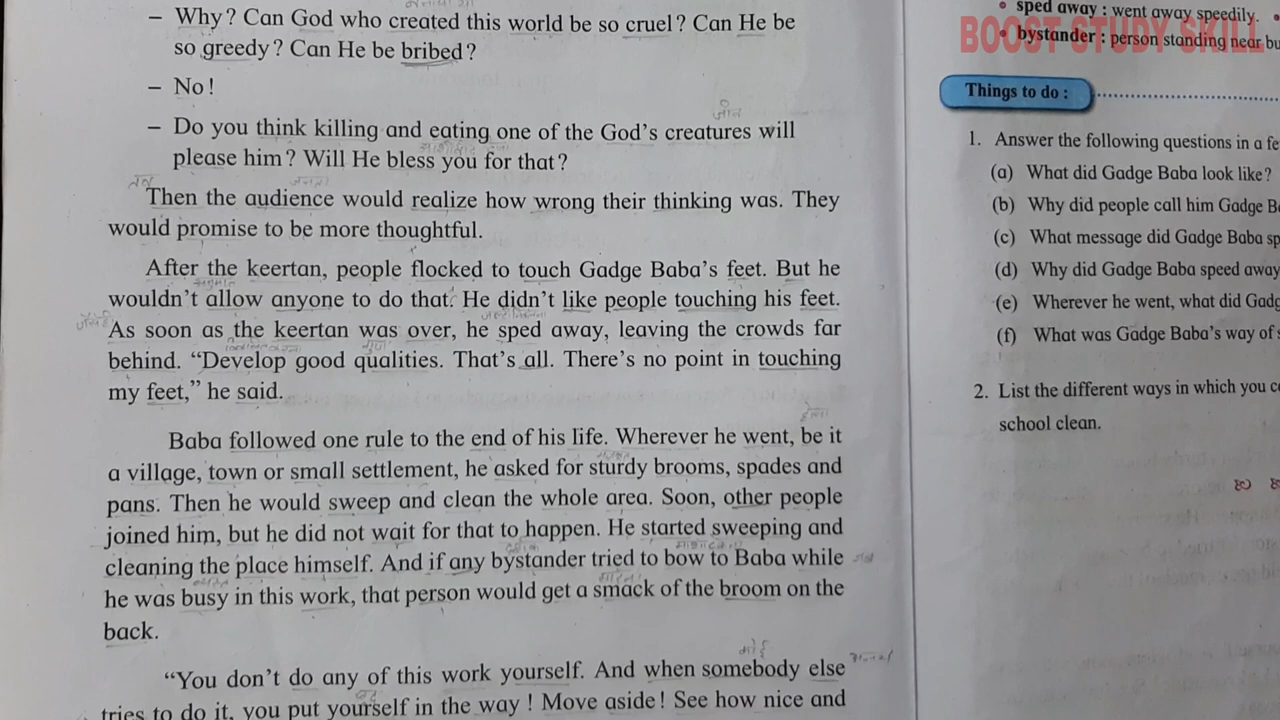 – Why? Can God who created this world be so cruel? Can He be
so greedy? Can He be bribed?
– No!
– Do you think killing and eating one of the God's creatures will
please him? Will He bless you for that?
Then the audience would realize how wrong their thinking was. They
would promise to be more thoughtful.
After the keertan, people flocked to touch Gadge Baba's feet. But he
wouldn't allow anyone to do that. He didn't like people touching his feet.
As soon as the keertan was over, he sped away, leaving the crowds far
behind. “Develop good qualities. That's all. There's no point in touching
my feet,” he said.
Baba followed one rule to the end of his life. Wherever he went, be it
a village, town or small settlement, he asked for sturdy brooms, spades and
pans. Then he would sweep and clean the whole area. Soon, other people
joined him, but he did not wait for that to happen. He started sweeping and
cleaning the place himself. And if any bystander tried to bow to Baba while
he was busy in this work, that person would get a smack of the broom on the
back.
“You don't do any of this work yourself. And when somebody else
tries to do it, you put yourself in the way! Move aside! See how nice and
• sped away : went away speedily. •
• bystander : person standing near bu
BOOST STUDY SKILL
Things to do :
1. Answer the following questions in a fe
(a) What did Gadge Baba look like?
(b) Why did people call him Gadge B
(c) What message did Gadge Baba sp
(d) Why did Gadge Baba speed away
(e) Wherever he went, what did Gadg
(f) What was Gadge Baba's way of
2. List the different ways in which you c
school clean.